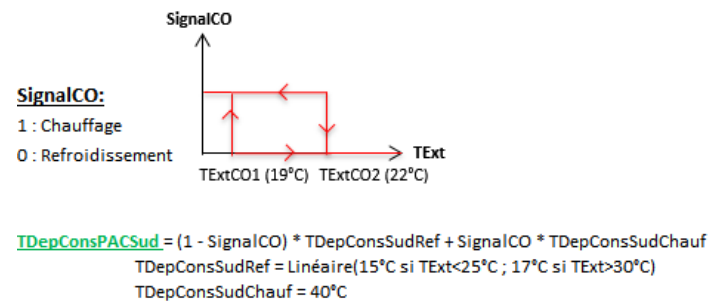 SignalCO
SignalCO:
1 : Chauffage
0 : Refroidissement
TExt
TExtCO1 (19°C) TExtCO2 (22°C)
TDepConsPACSud = (1 - SignalCO) * TDepConsSudRef + SignalCO * TDepConsSudChauf
TDepConsSudRef = Linéaire(15°C si TExt<25°C ; 17°C si TExt>30°C)
TDepConsSudChauf = 40°C